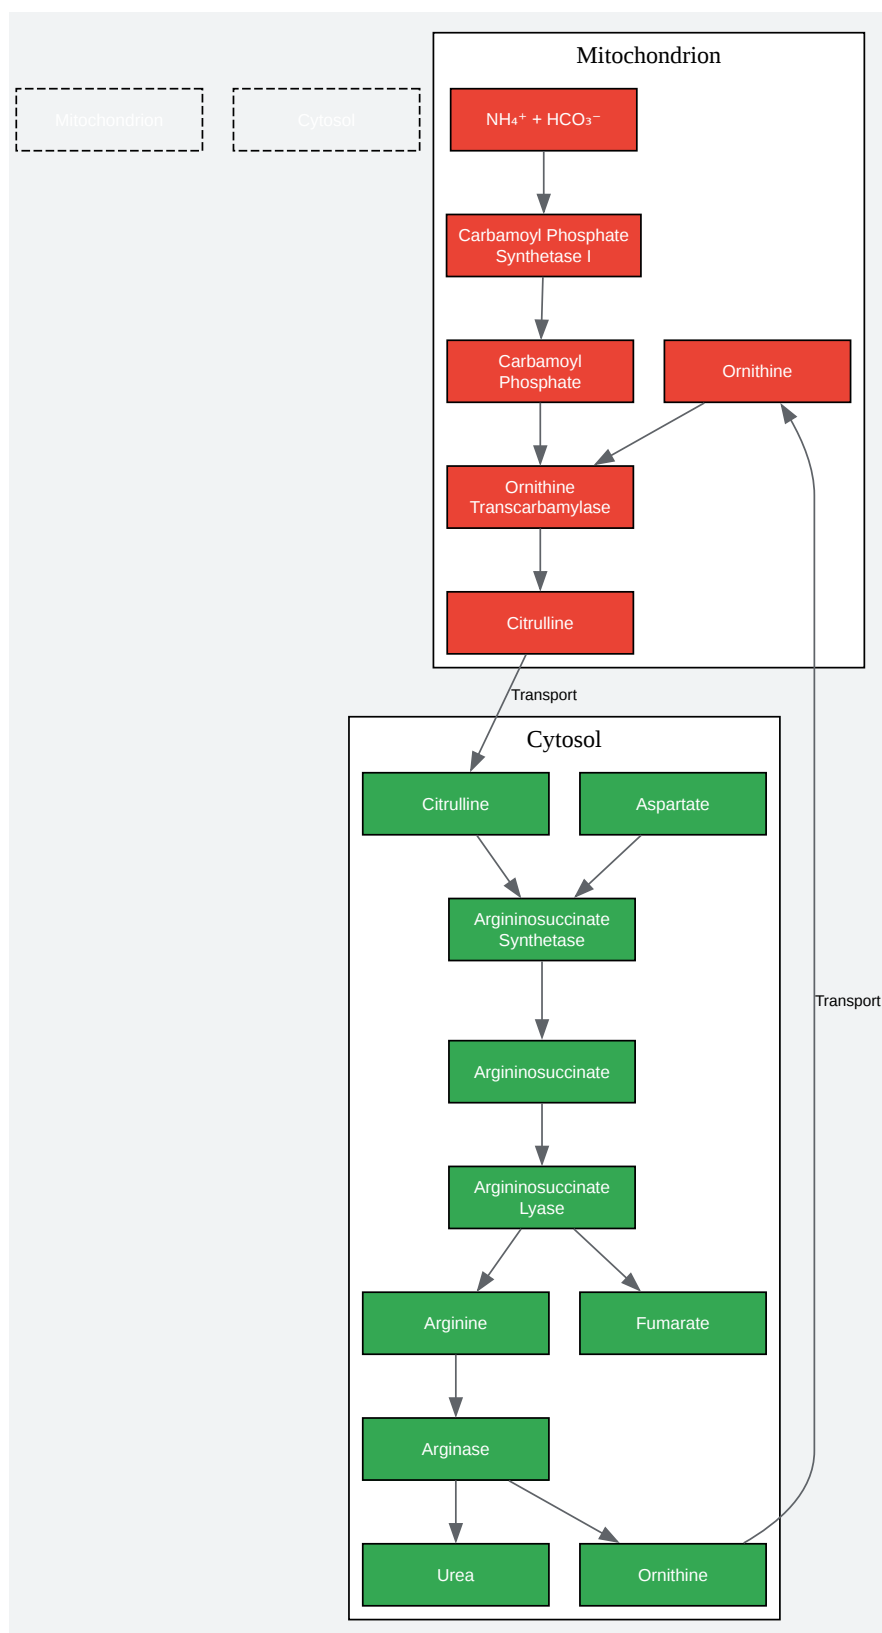 Mitochondrion
Mitochondrion
Cytosol
NH₄⁺ + HCO₃⁻
Carbamoyl Phosphate
Synthetase I
Carbamoyl
Phosphate
Ornithine
Ornithine
Transcarbamylase
Citrulline
Transport
Cytosol
Citrulline
Aspartate
Argininosuccinate
Synthetase
Transport
Argininosuccinate
Argininosuccinate
Lyase
Arginine
Fumarate
Arginase
Urea
Ornithine